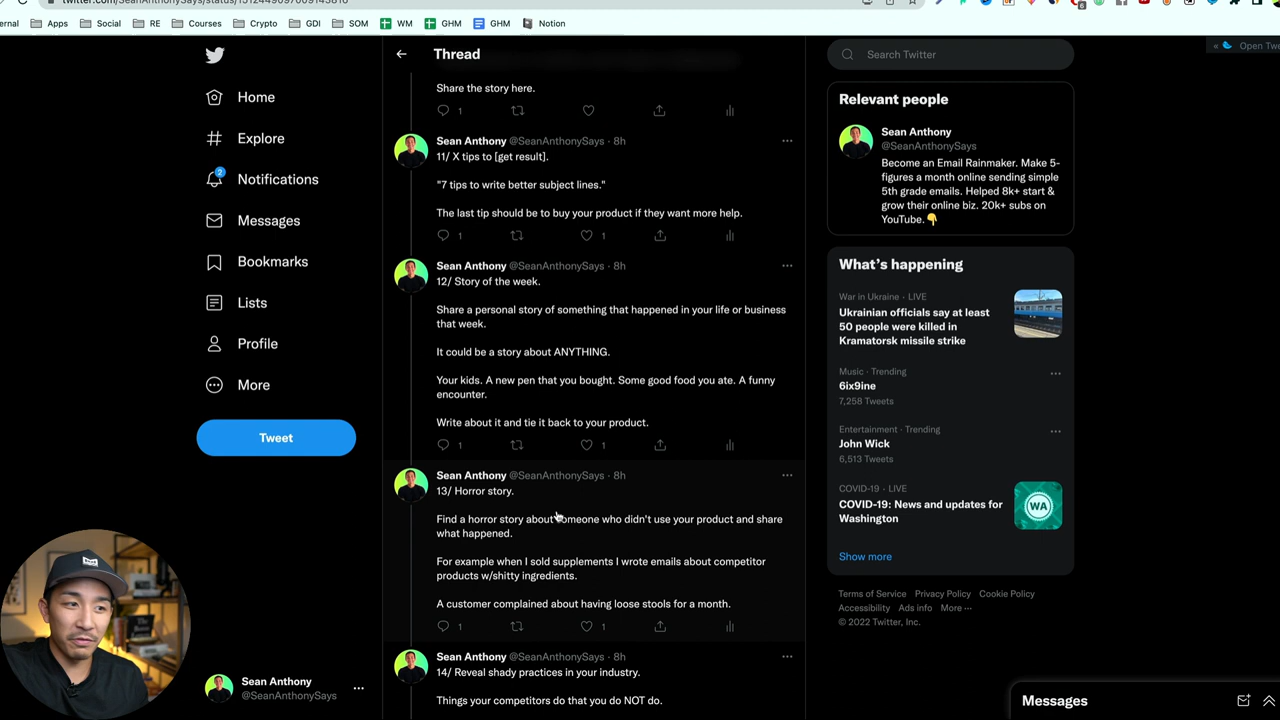 twitter.com/SeanAnthonySays/status/1512449097009143816
ernal
Apps
Social
RE
Courses
Crypto
GDI
SOM
WM
GHM
GHM
Notion
Home
Explore
2
Notifications
Messages
Bookmarks
Lists
Profile
More
Tweet
Sean Anthony
@SeanAnthonySays
Thread
Share the story here.
1
Sean Anthony @SeanAnthonySays · 8h
11/ X tips to [get result].
"7 tips to write better subject lines."
The last tip should be to buy your product if they want more help.
1 1
Sean Anthony @SeanAnthonySays · 8h
12/ Story of the week.
Share a personal story of something that happened in your life or business
that week.
It could be a story about ANYTHING.
Your kids. A new pen that you bought. Some good food you ate. A funny
encounter.
Write about it and tie it back to your product.
1 1
Sean Anthony @SeanAnthonySays · 8h
13/ Horror story.
Find a horror story about someone who didn't use your product and share
what happened.
For example when I sold supplements I wrote emails about competitor
products w/shitty ingredients.
A customer complained about having loose stools for a month.
1 1
Sean Anthony @SeanAnthonySays · 8h
14/ Reveal shady practices in your industry.
Things your competitors do that you do NOT do.
Search Twitter
« Open Twe
Relevant people
Sean Anthony
@SeanAnthonySays
Become an Email Rainmaker. Make 5-
figures a month online sending simple
5th grade emails. Helped 8k+ start &
grow their online biz. 20k+ subs on
YouTube.
What's happening
War in Ukraine · LIVE
Ukrainian officials say at least
50 people were killed in
Kramatorsk missile strike
Music · Trending
6ix9ine
7,258 Tweets
Entertainment · Trending
John Wick
6,513 Tweets
COVID-19 · LIVE
COVID-19: News and updates for
Washington
WA
Show more
Terms of Service Privacy Policy Cookie Policy
Accessibility Ads info More ···
© 2022 Twitter, Inc.
Messages